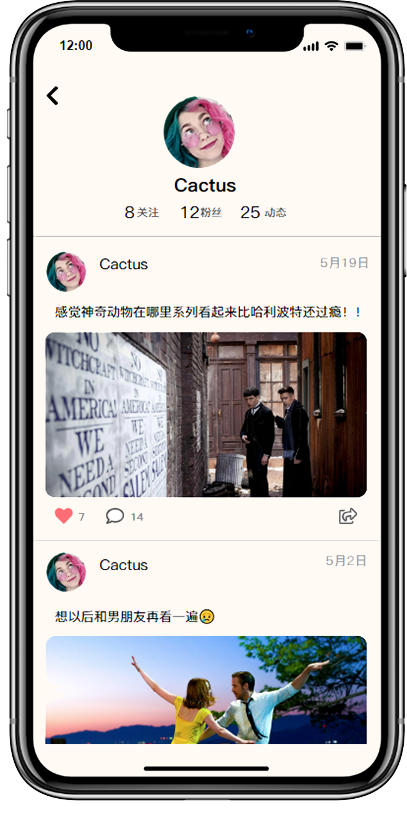 12:00
Cactus
8 关注 12 粉丝 25 动态
Cactus 5月19日
感觉神奇动物在哪里系列看起来比哈利波特还过瘾！！
NO WITCHCRAFT IN AMERICA!
WE NEED A SECOND SALEM
7 14
Cactus 5月2日
想以后和男朋友再看一遍😢